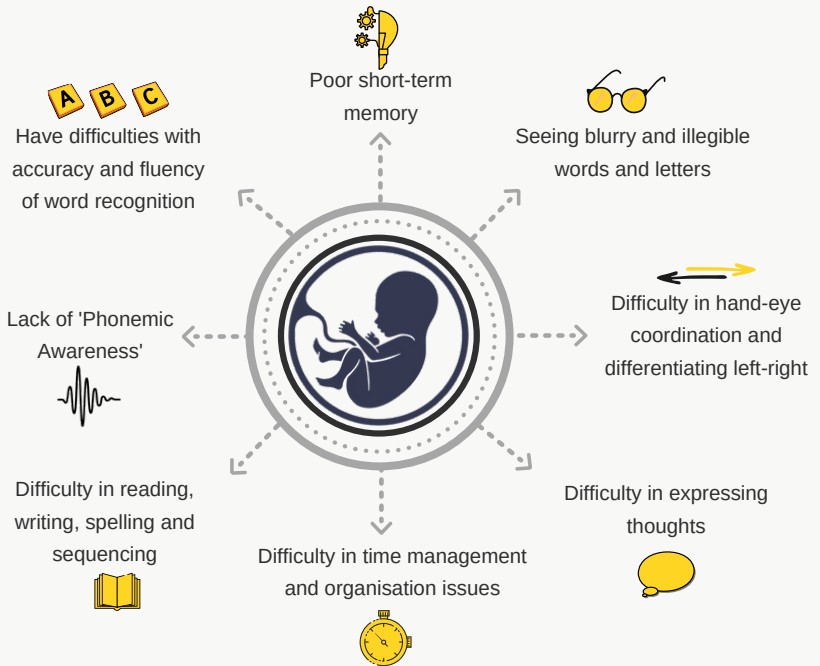 Poor short-term
memory
A B C
Have difficulties with
accuracy and fluency
of word recognition
Seeing blurry and illegible
words and letters
Lack of 'Phonemic
Awareness'
Difficulty in hand-eye
coordination and
differentiating left-right
Difficulty in reading,
writing, spelling and
sequencing
Difficulty in expressing
thoughts
Difficulty in time management
and organisation issues